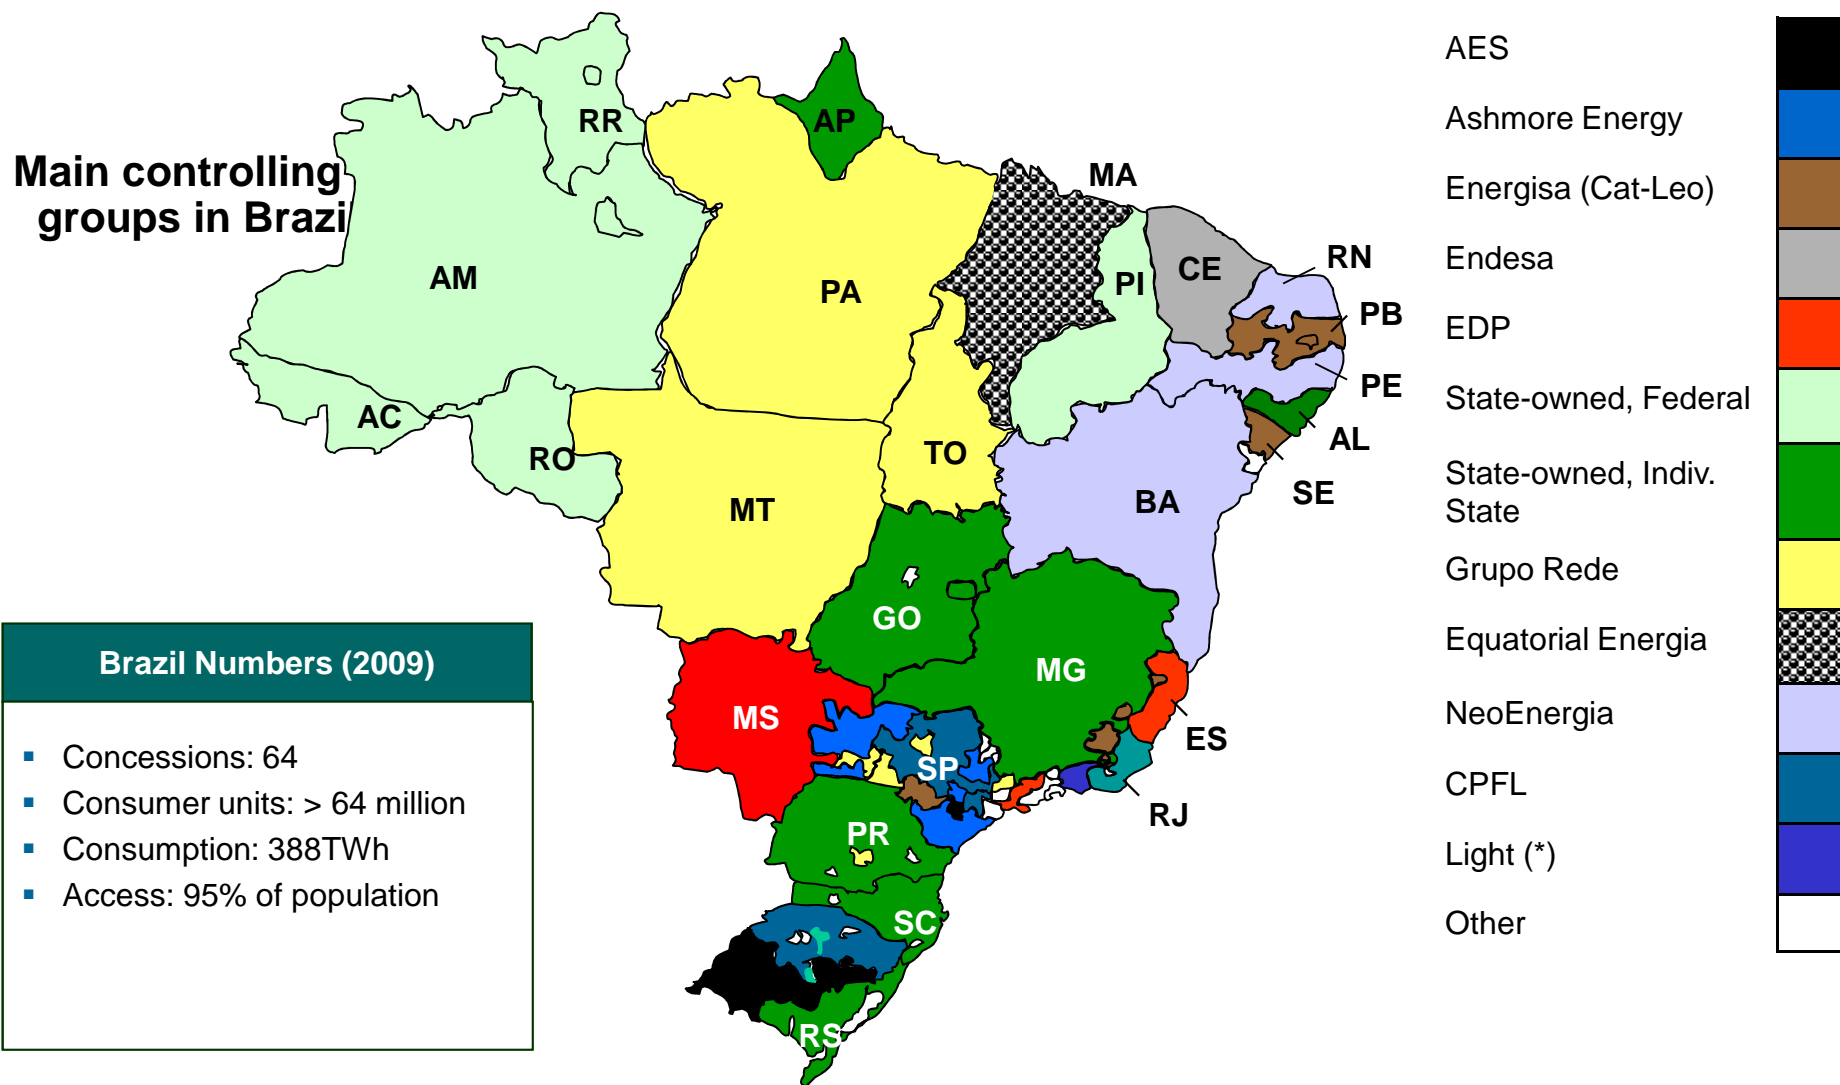 Main controlling
groups in Brazil
RR
AP
AM
PA
MA
PI
CE
RN
PB
PE
AL
SE
AC
RO
TO
MT
BA
GO
MG
MS
ES
SP
RJ
PR
SC
RS
Brazil Numbers (2009)
▪ Concessions: 64
▪ Consumer units: > 64 million
▪ Consumption: 388TWh
▪ Access: 95% of population
AES
Ashmore Energy
Energisa (Cat-Leo)
Endesa
EDP
State-owned, Federal
State-owned, Indiv.
State
Grupo Rede
Equatorial Energia
NeoEnergia
CPFL
Light (*)
Other